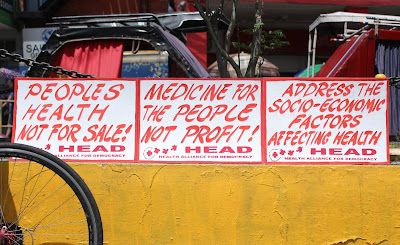 PEOPLES
HEALTH
NOT FOR SALE!
HEAD
HEALTH ALLIANCE FOR DEMOCRACY
MEDICINE FOR
THE PEOPLE
NOT PROFIT!
HEAD
HEALTH ALLIANCE FOR DEMOCRACY
ADDRESS THE
SOCIO-ECONOMIC
FACTORS
AFFECTING HEALTH
HEAD
HEALTH ALLIANCE FOR DEMOCRACY